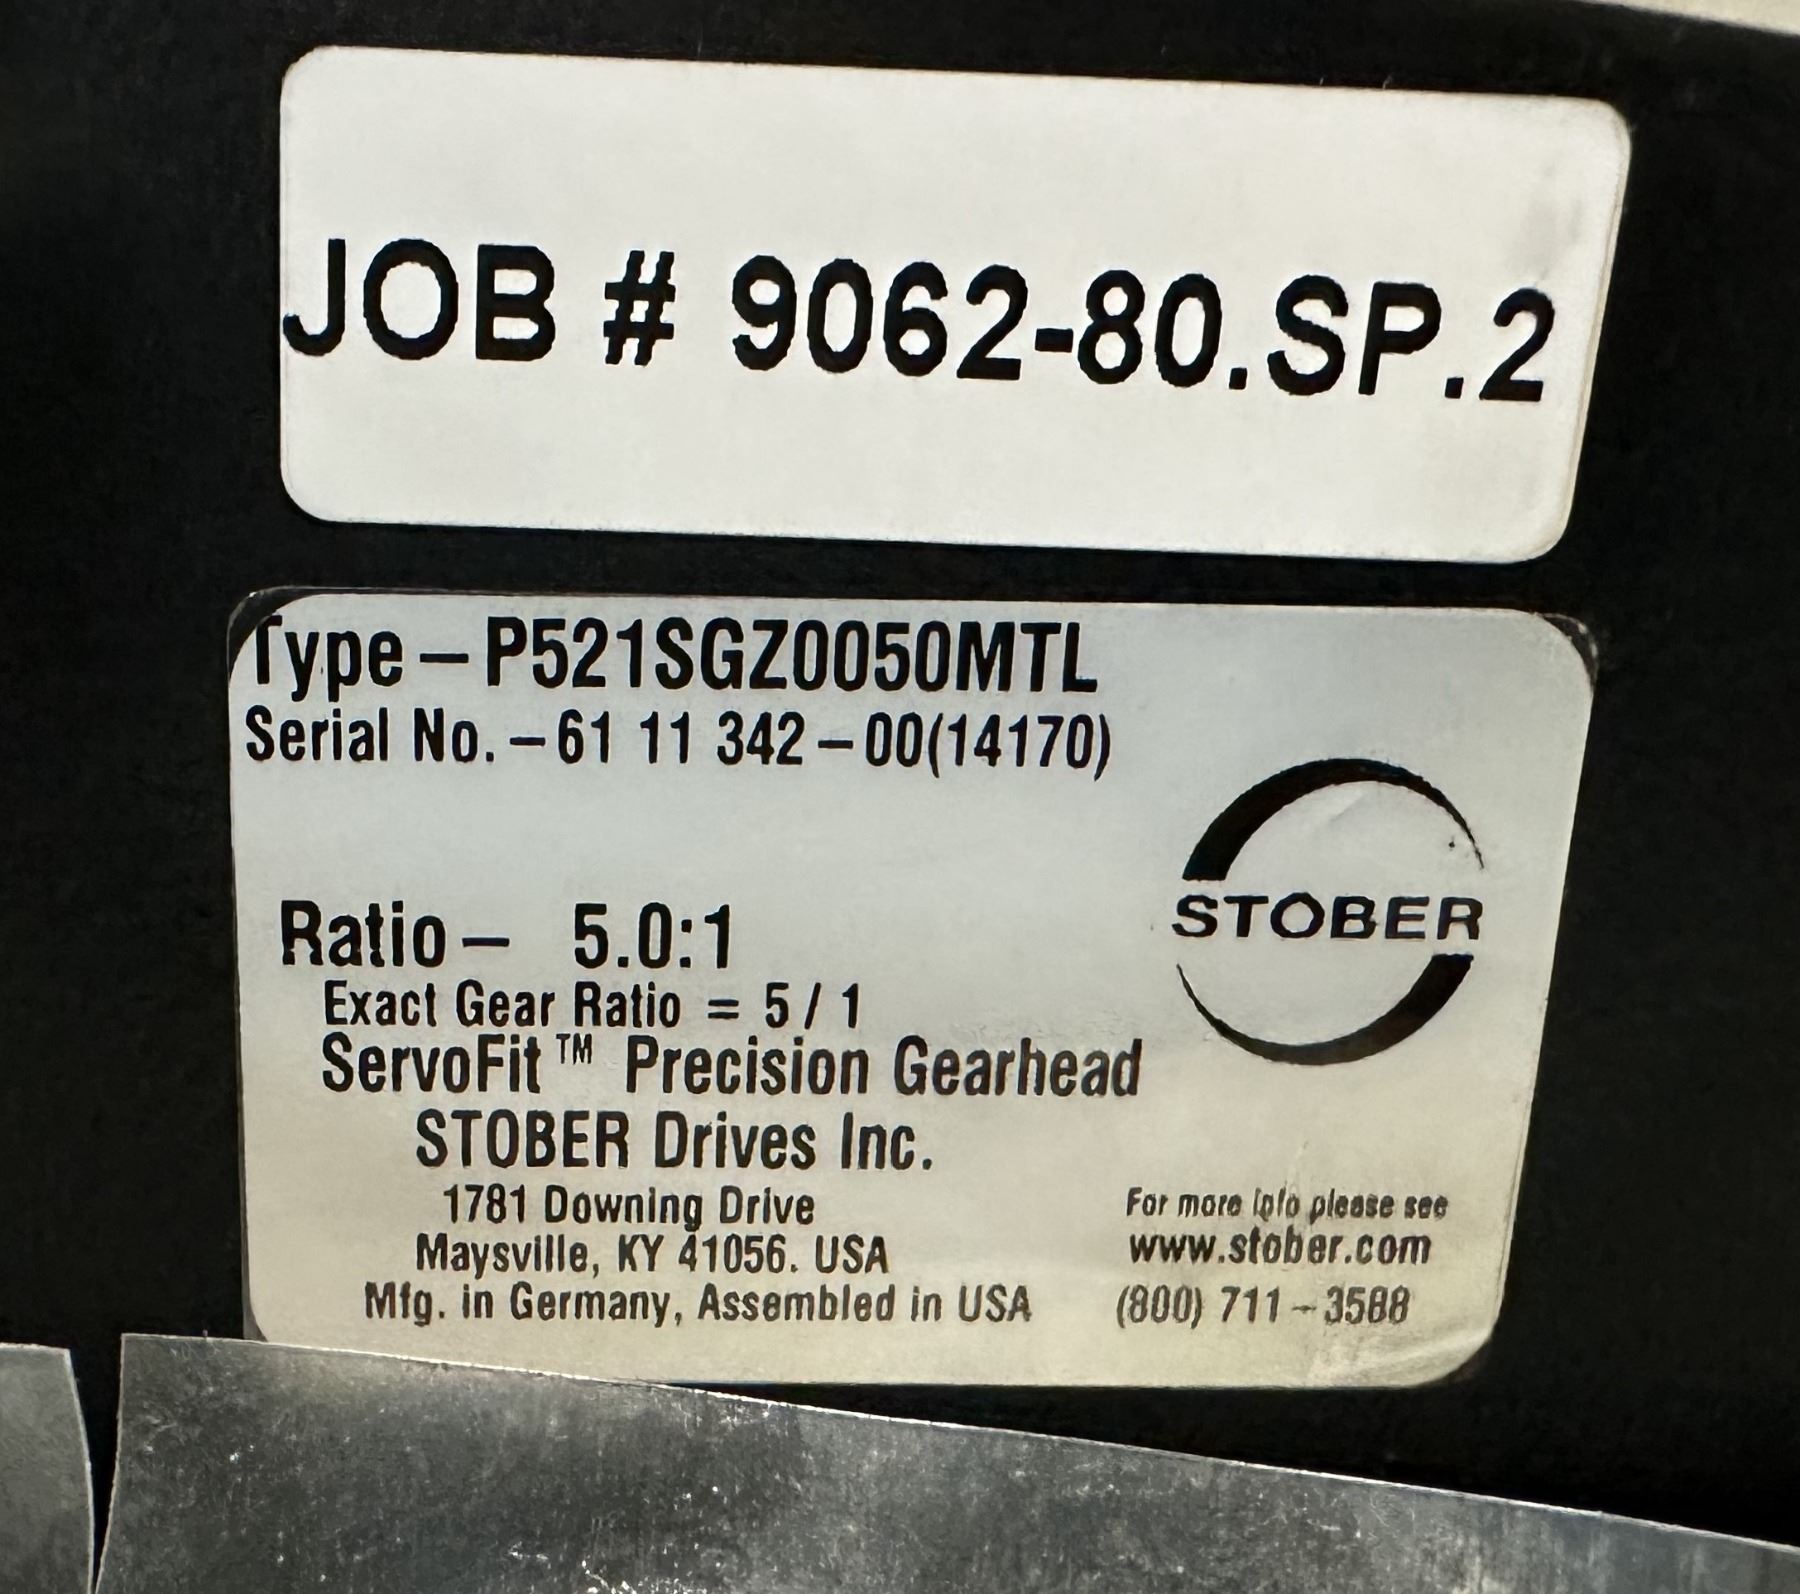 JOB # 9062-80.SP.2
Type – P521SGZ0050MTL
Serial No. – 61 11 342 – 00(14170)
STOBER
Ratio – 5.0:1
Exact Gear Ratio = 5 / 1
ServoFit™ Precision Gearhead
STOBER Drives Inc.
1781 Downing Drive
Maysville, KY 41056. USA
Mfg. in Germany, Assembled in USA
For more info please see
www.stober.com
(800) 711 – 3588